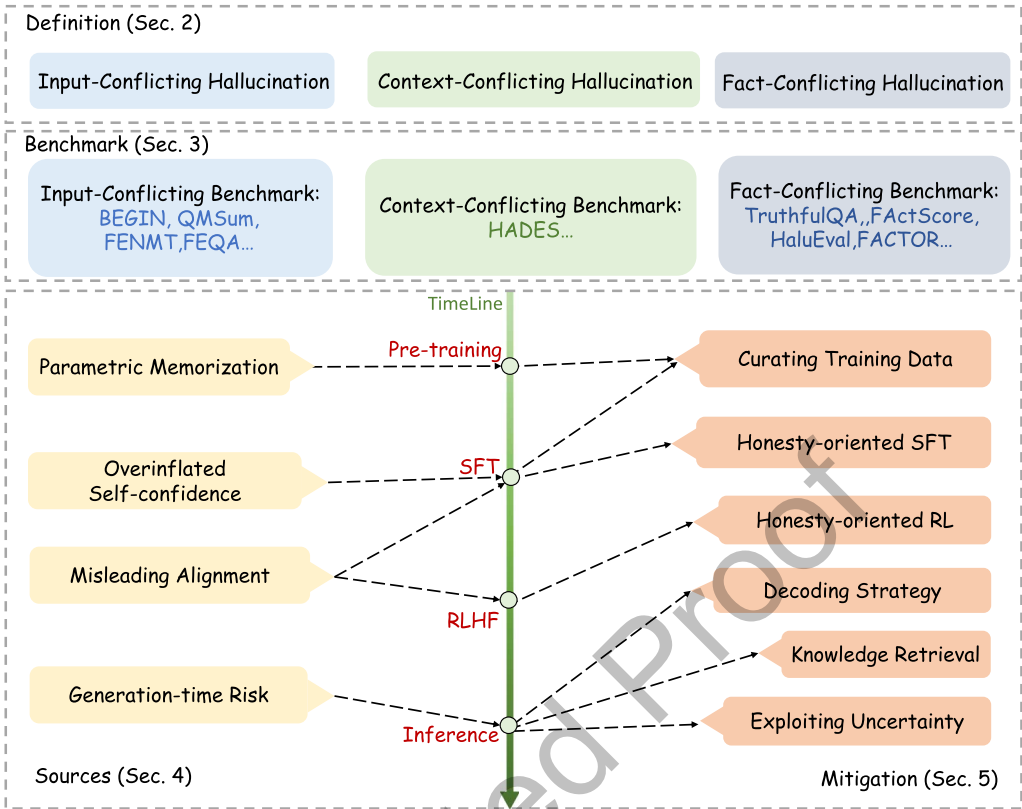 Definition (Sec. 2)
Input-Conflicting Hallucination
Context-Conflicting Hallucination
Fact-Conflicting Hallucination
Benchmark (Sec. 3)
Input-Conflicting Benchmark:
BEGIN, QMSum,
FENMT,FEQA...
Context-Conflicting Benchmark:
HADES...
Fact-Conflicting Benchmark:
TruthfulQA,,FActScore,
HaluEval,FACTOR...
TimeLine
Parametric Memorization
Pre-training
Curating Training Data
Overinflated
Self-confidence
SFT
Honesty-oriented SFT
Misleading Alignment
RLHF
Honesty-oriented RL
Decoding Strategy
Knowledge Retrieval
Generation-time Risk
Inference
Exploiting Uncertainty
Sources (Sec. 4)
Mitigation (Sec. 5)
ed Proof